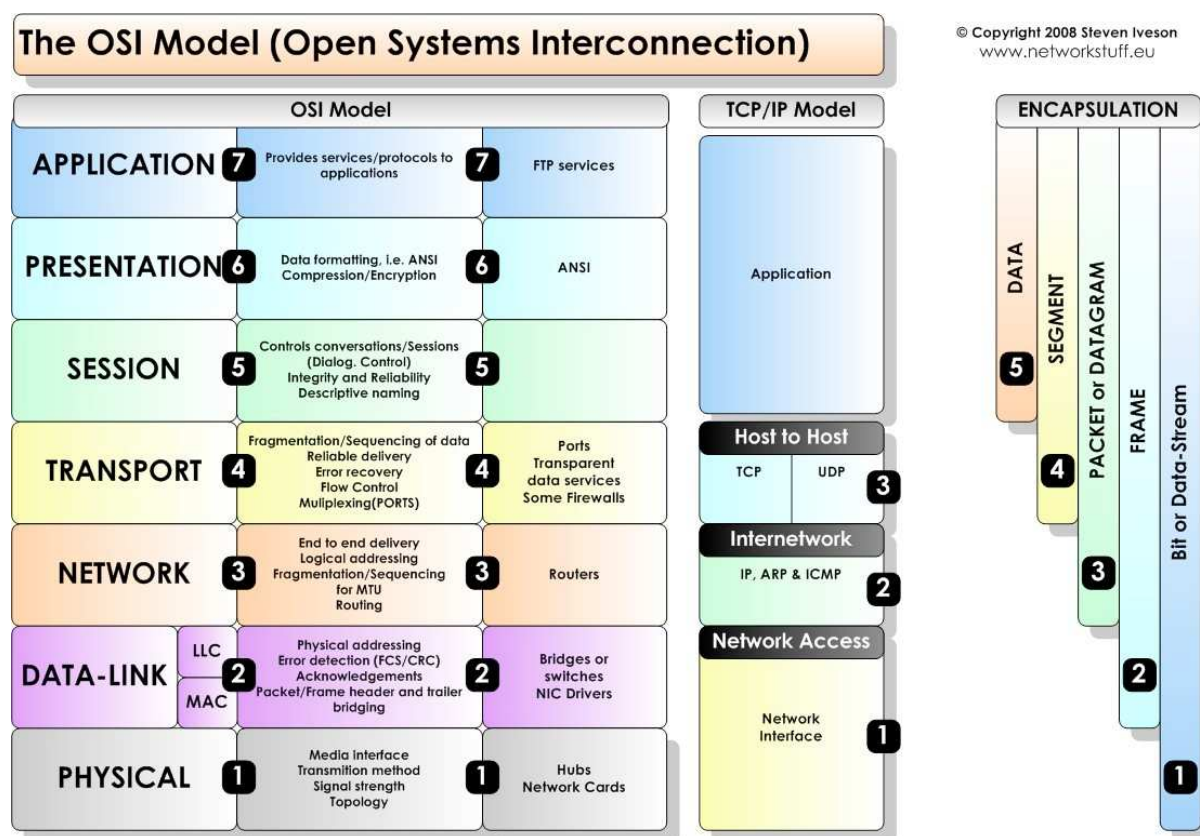 The OSI Model (Open Systems Interconnection)
© Copyright 2008 Steven Iveson
www.networkstuff.eu
OSI Model
APPLICATION
7
Provides services/protocols to
applications
7
FTP services
PRESENTATION
6
Data formatting, i.e. ANSI
Compression/Encryption
6
ANSI
SESSION
5
Controls conversations/Sessions
(Dialog. Control)
Integrity and Reliability
Descriptive naming
5
TRANSPORT
4
Fragmentation/Sequencing of data
Reliable delivery
Error recovery
Flow Control
Muliplexing(PORTS)
4
Ports
Transparent
data services
Some Firewalls
NETWORK
3
End to end delivery
Logical addressing
Fragmentation/Sequencing
for MTU
Routing
3
Routers
DATA-LINK
LLC
MAC
2
Physical addressing
Error detection (FCS/CRC)
Acknowledgements
Packet/Frame header and trailer
bridging
2
Bridges or
switches
NIC Drivers
PHYSICAL
1
Media interface
Transmition method
Signal strength
Topology
1
Hubs
Network Cards
TCP/IP Model
Application
Host to Host
TCP
UDP
3
Internetwork
IP, ARP & ICMP
2
Network Access
Network
Interface
1
ENCAPSULATION
DATA
5
SEGMENT
4
PACKET or DATAGRAM
3
FRAME
2
Bit or Data-Stream
1